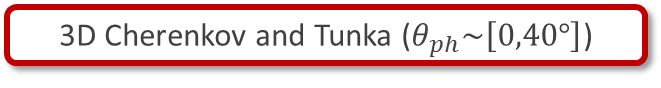 3D Cherenkov and Tunka (θₚₕ~[0,40°])